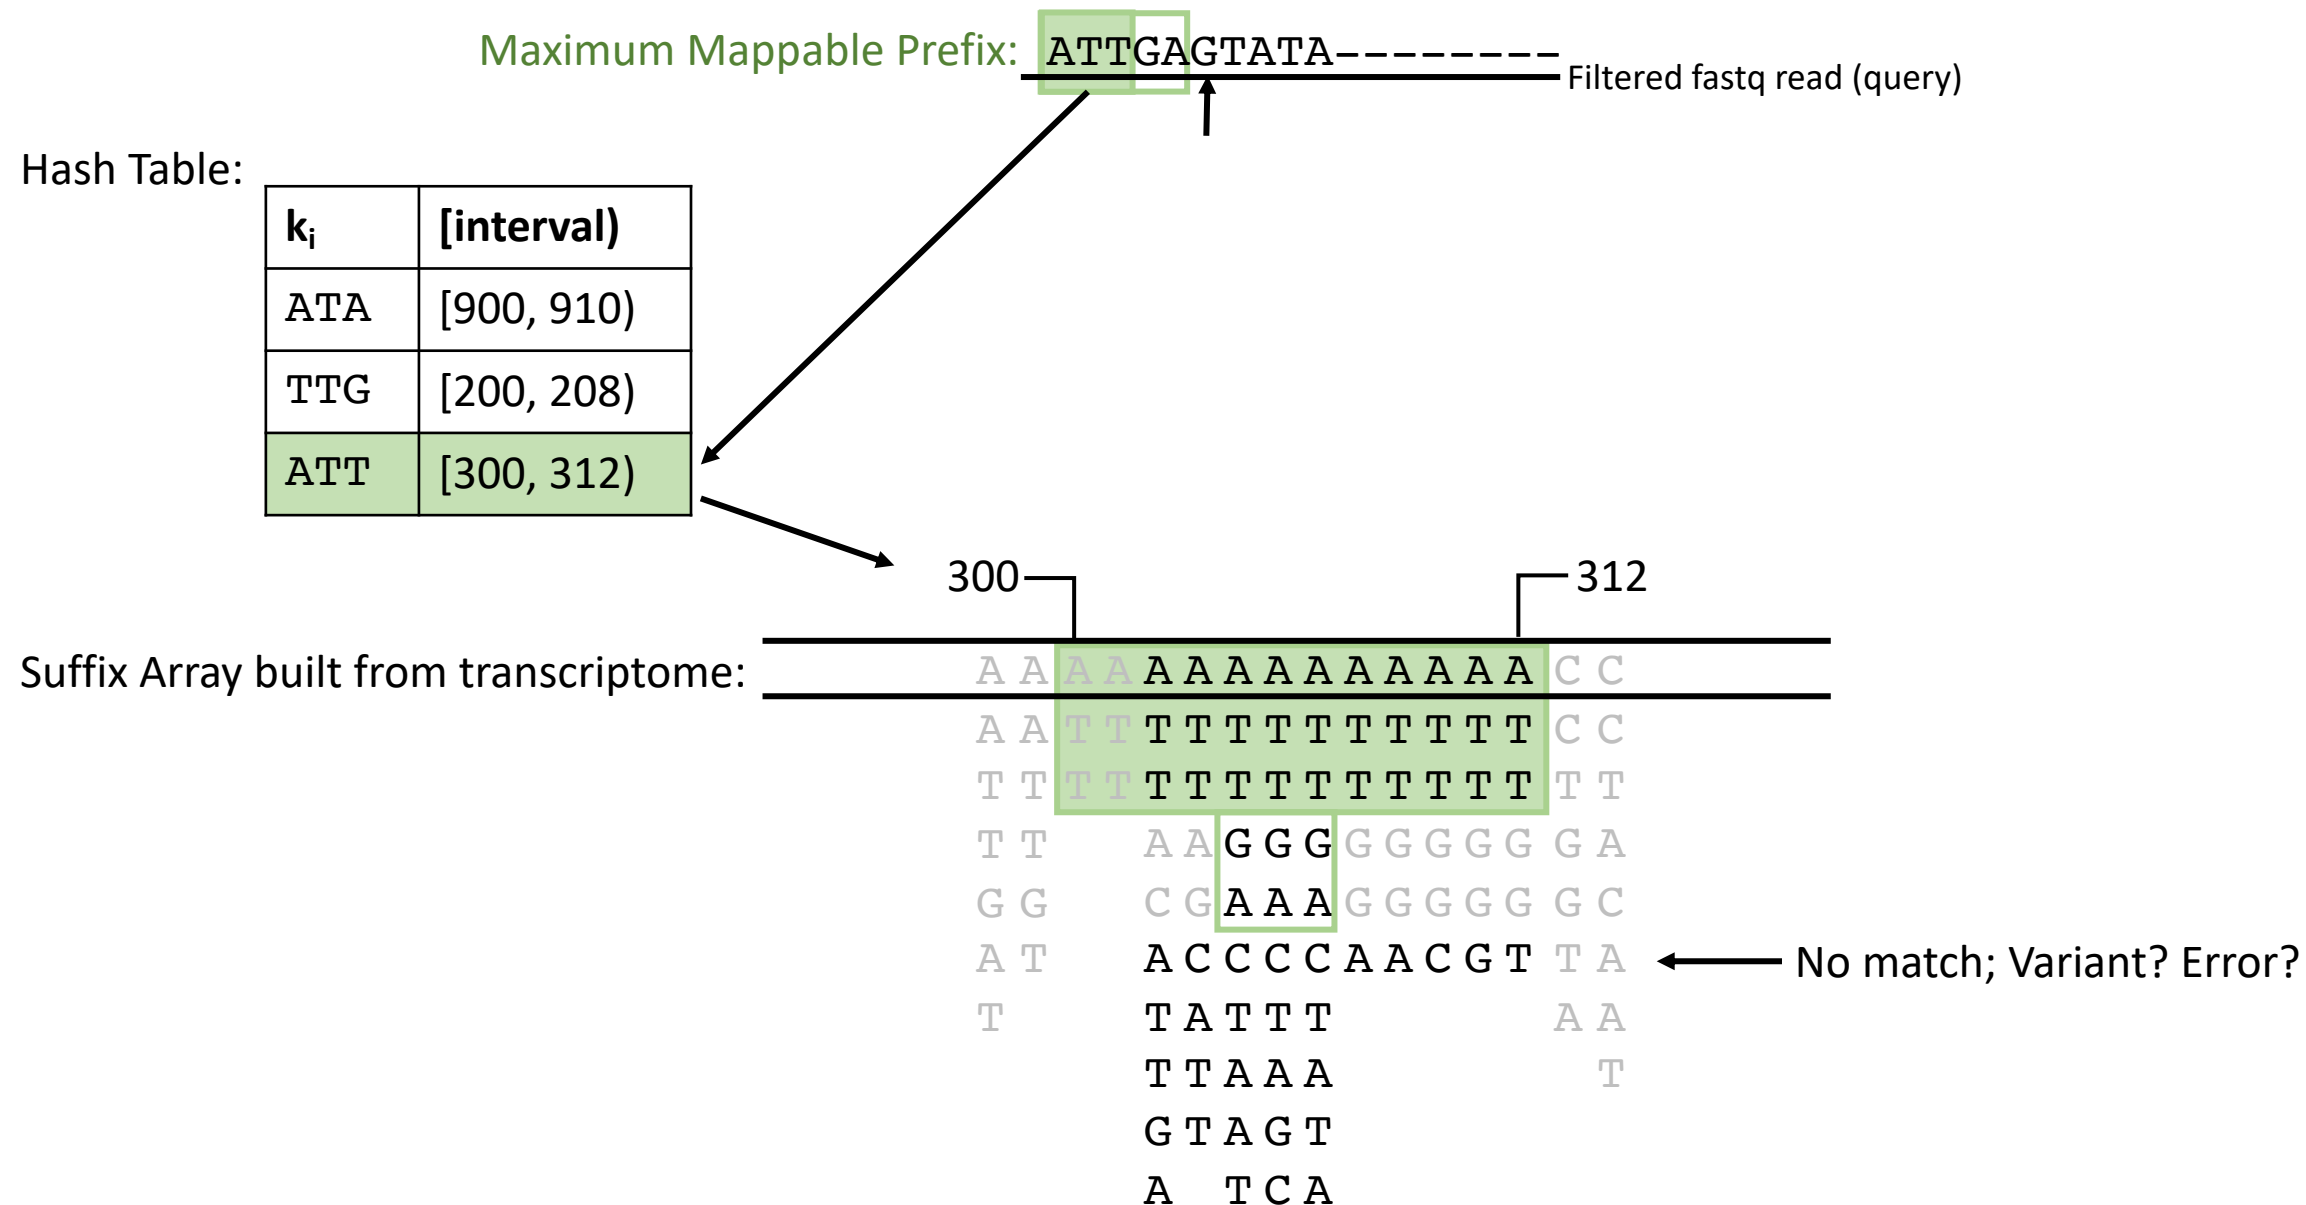 Maximum Mappable Prefix: ATTGAGTATA--------
Filtered fastq read (query)
Hash Table:
ki [interval)
ATA [900, 910)
TTG [200, 208)
ATT [300, 312)
300 312
Suffix Array built from transcriptome: A A A A A A A A A A A A A A C C
A A T T T T T T T T T T T T C C
T T T T T T T T T T T T T T T T
T T A A G G G G G G G G G A
G G C G A A A G G G G G G C
A T A C C C C A A C G T T A No match; Variant? Error?
T T A T T T A A
T T A A A T
G T A G T
A T C A